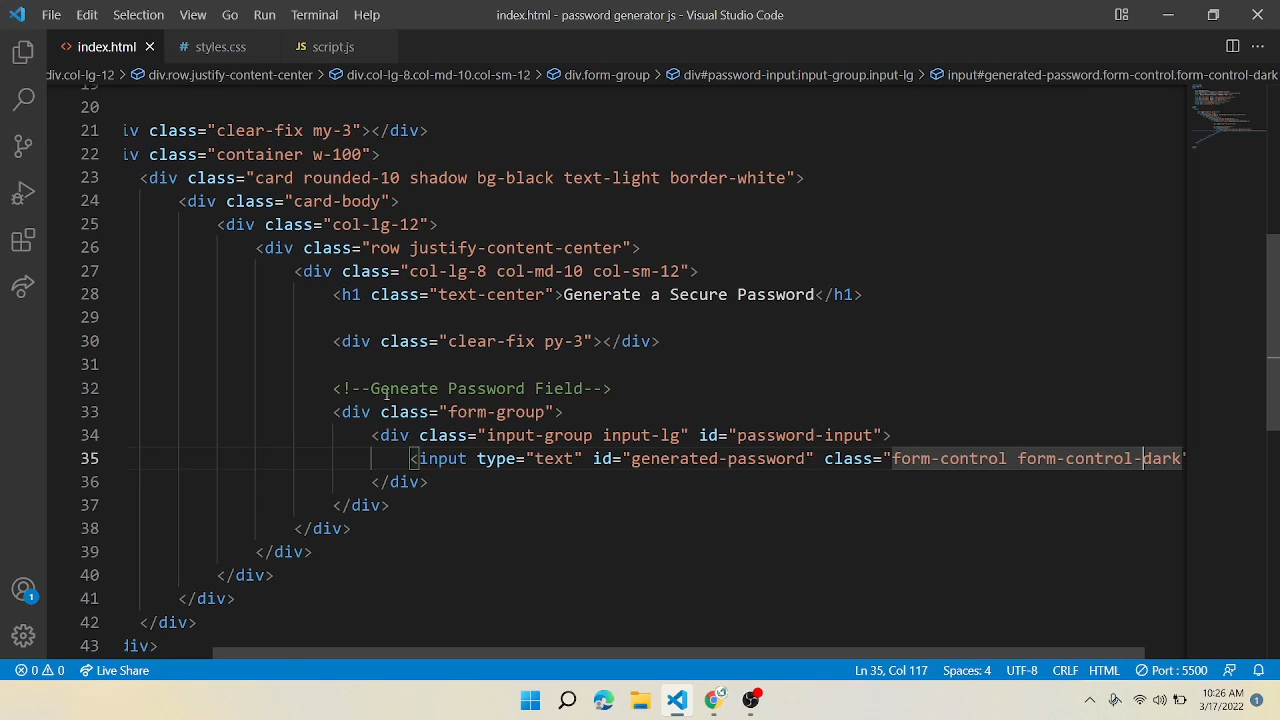 File Edit Selection View Go Run Terminal Help index.html - password generator js - Visual Studio Code
<> index.html × # styles.css JS script.js
div.col-lg-12 > div.row.justify-content-center > div.col-lg-8.col-md-10.col-sm-12 > div.form-group > div#password-input.input-group.input-lg > input#generated-password.form-control.form-control-dark
19
20
21 iv class="clear-fix my-3"></div>
22 iv class="container w-100">
23 <div class="card rounded-10 shadow bg-black text-light border-white">
24 <div class="card-body">
25 <div class="col-lg-12">
26 <div class="row justify-content-center">
27 <div class="col-lg-8 col-md-10 col-sm-12">
28 <h1 class="text-center">Generate a Secure Password</h1>
29
30 <div class="clear-fix py-3"></div>
31
32 <!--Geneate Password Field-->
33 <div class="form-group">
34 <div class="input-group input-lg" id="password-input">
35 <input type="text" id="generated-password" class="form-control form-control-dark"
36 </div>
37 </div>
38 </div>
39 </div>
40 </div>
41 </div>
42 </div>
43 div>
1
0 0 Live Share Ln 35, Col 117 Spaces: 4 UTF-8 CRLF HTML Port : 5500
10:26 AM
3/17/2022 1